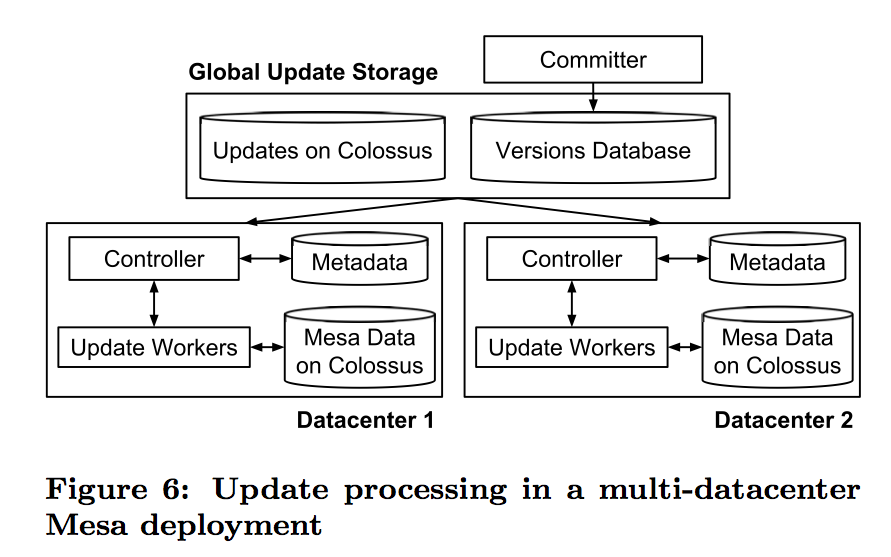 Committer
Global Update Storage
Updates on Colossus
Versions Database
Controller
Metadata
Update Workers
Mesa Data
on Colossus
Datacenter 1
Controller
Metadata
Update Workers
Mesa Data
on Colossus
Datacenter 2
Figure 6: Update processing in a multi-datacenter
Mesa deployment